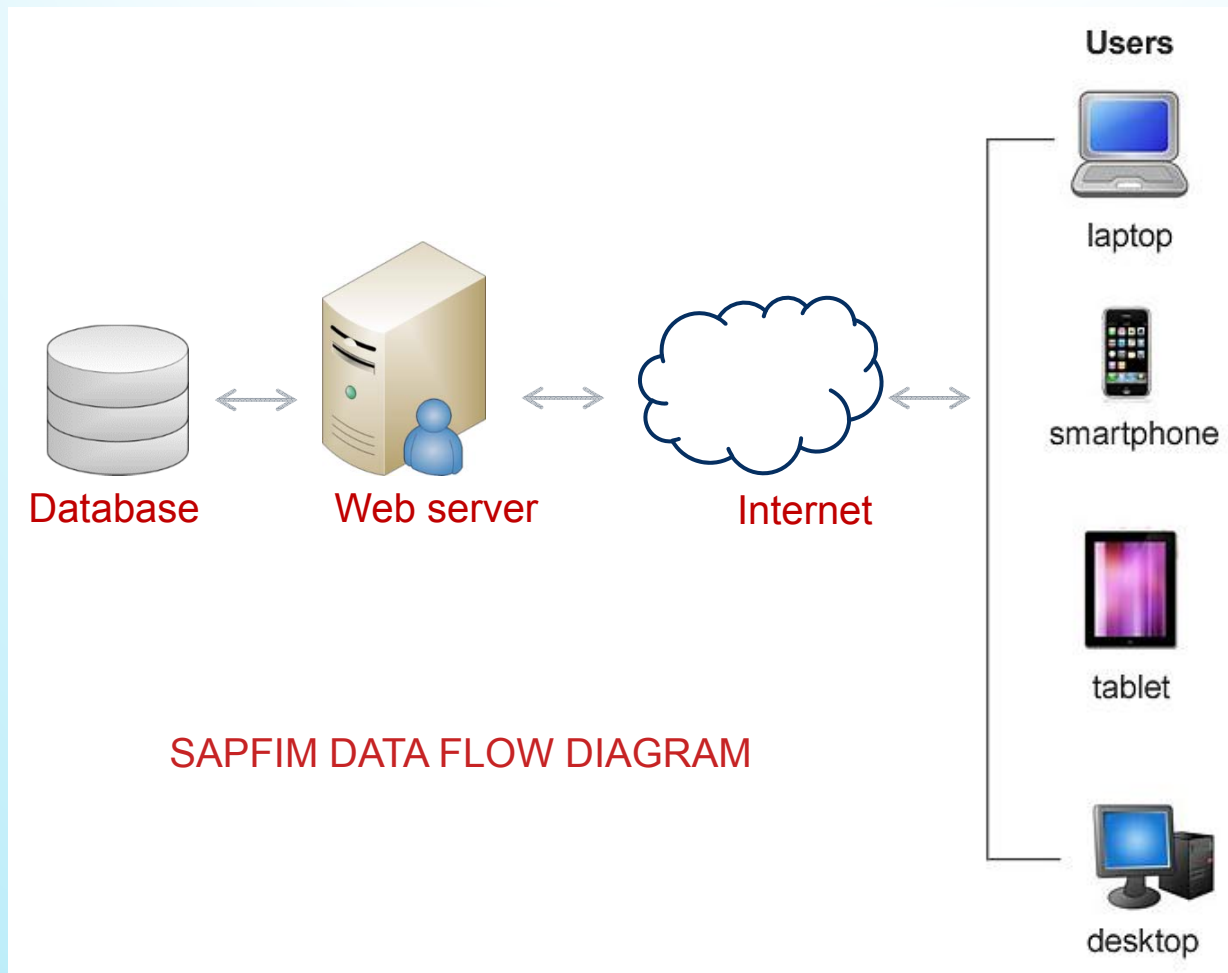 Users
laptop
smartphone
Database
Web server
Internet
tablet
SAPFIM DATA FLOW DIAGRAM
desktop